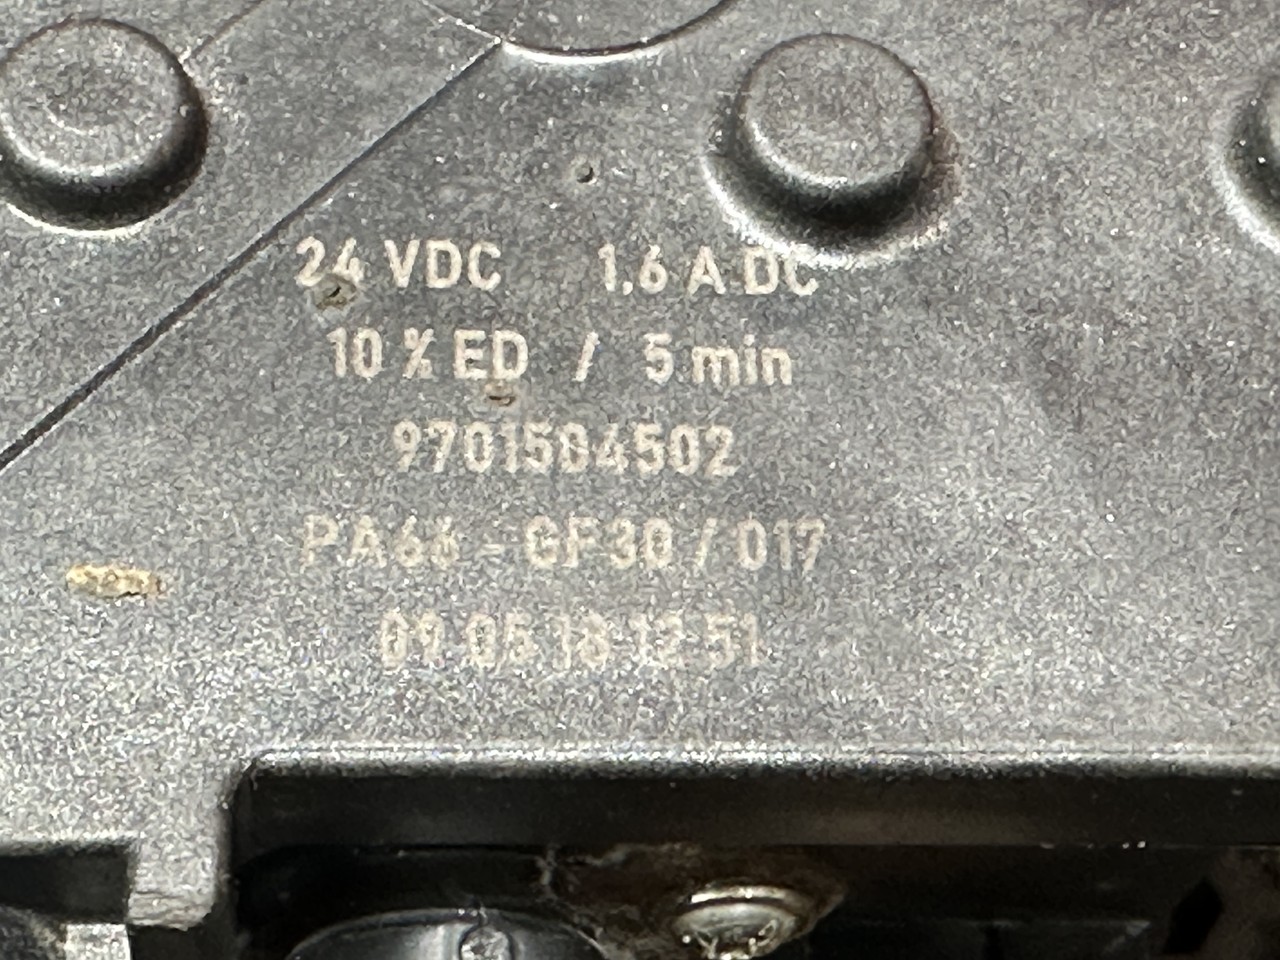 24 VDC 1,6 A DC
10 % ED / 5 min
9701504502
PA66 - GF30 / 017
09.05.18 12:51